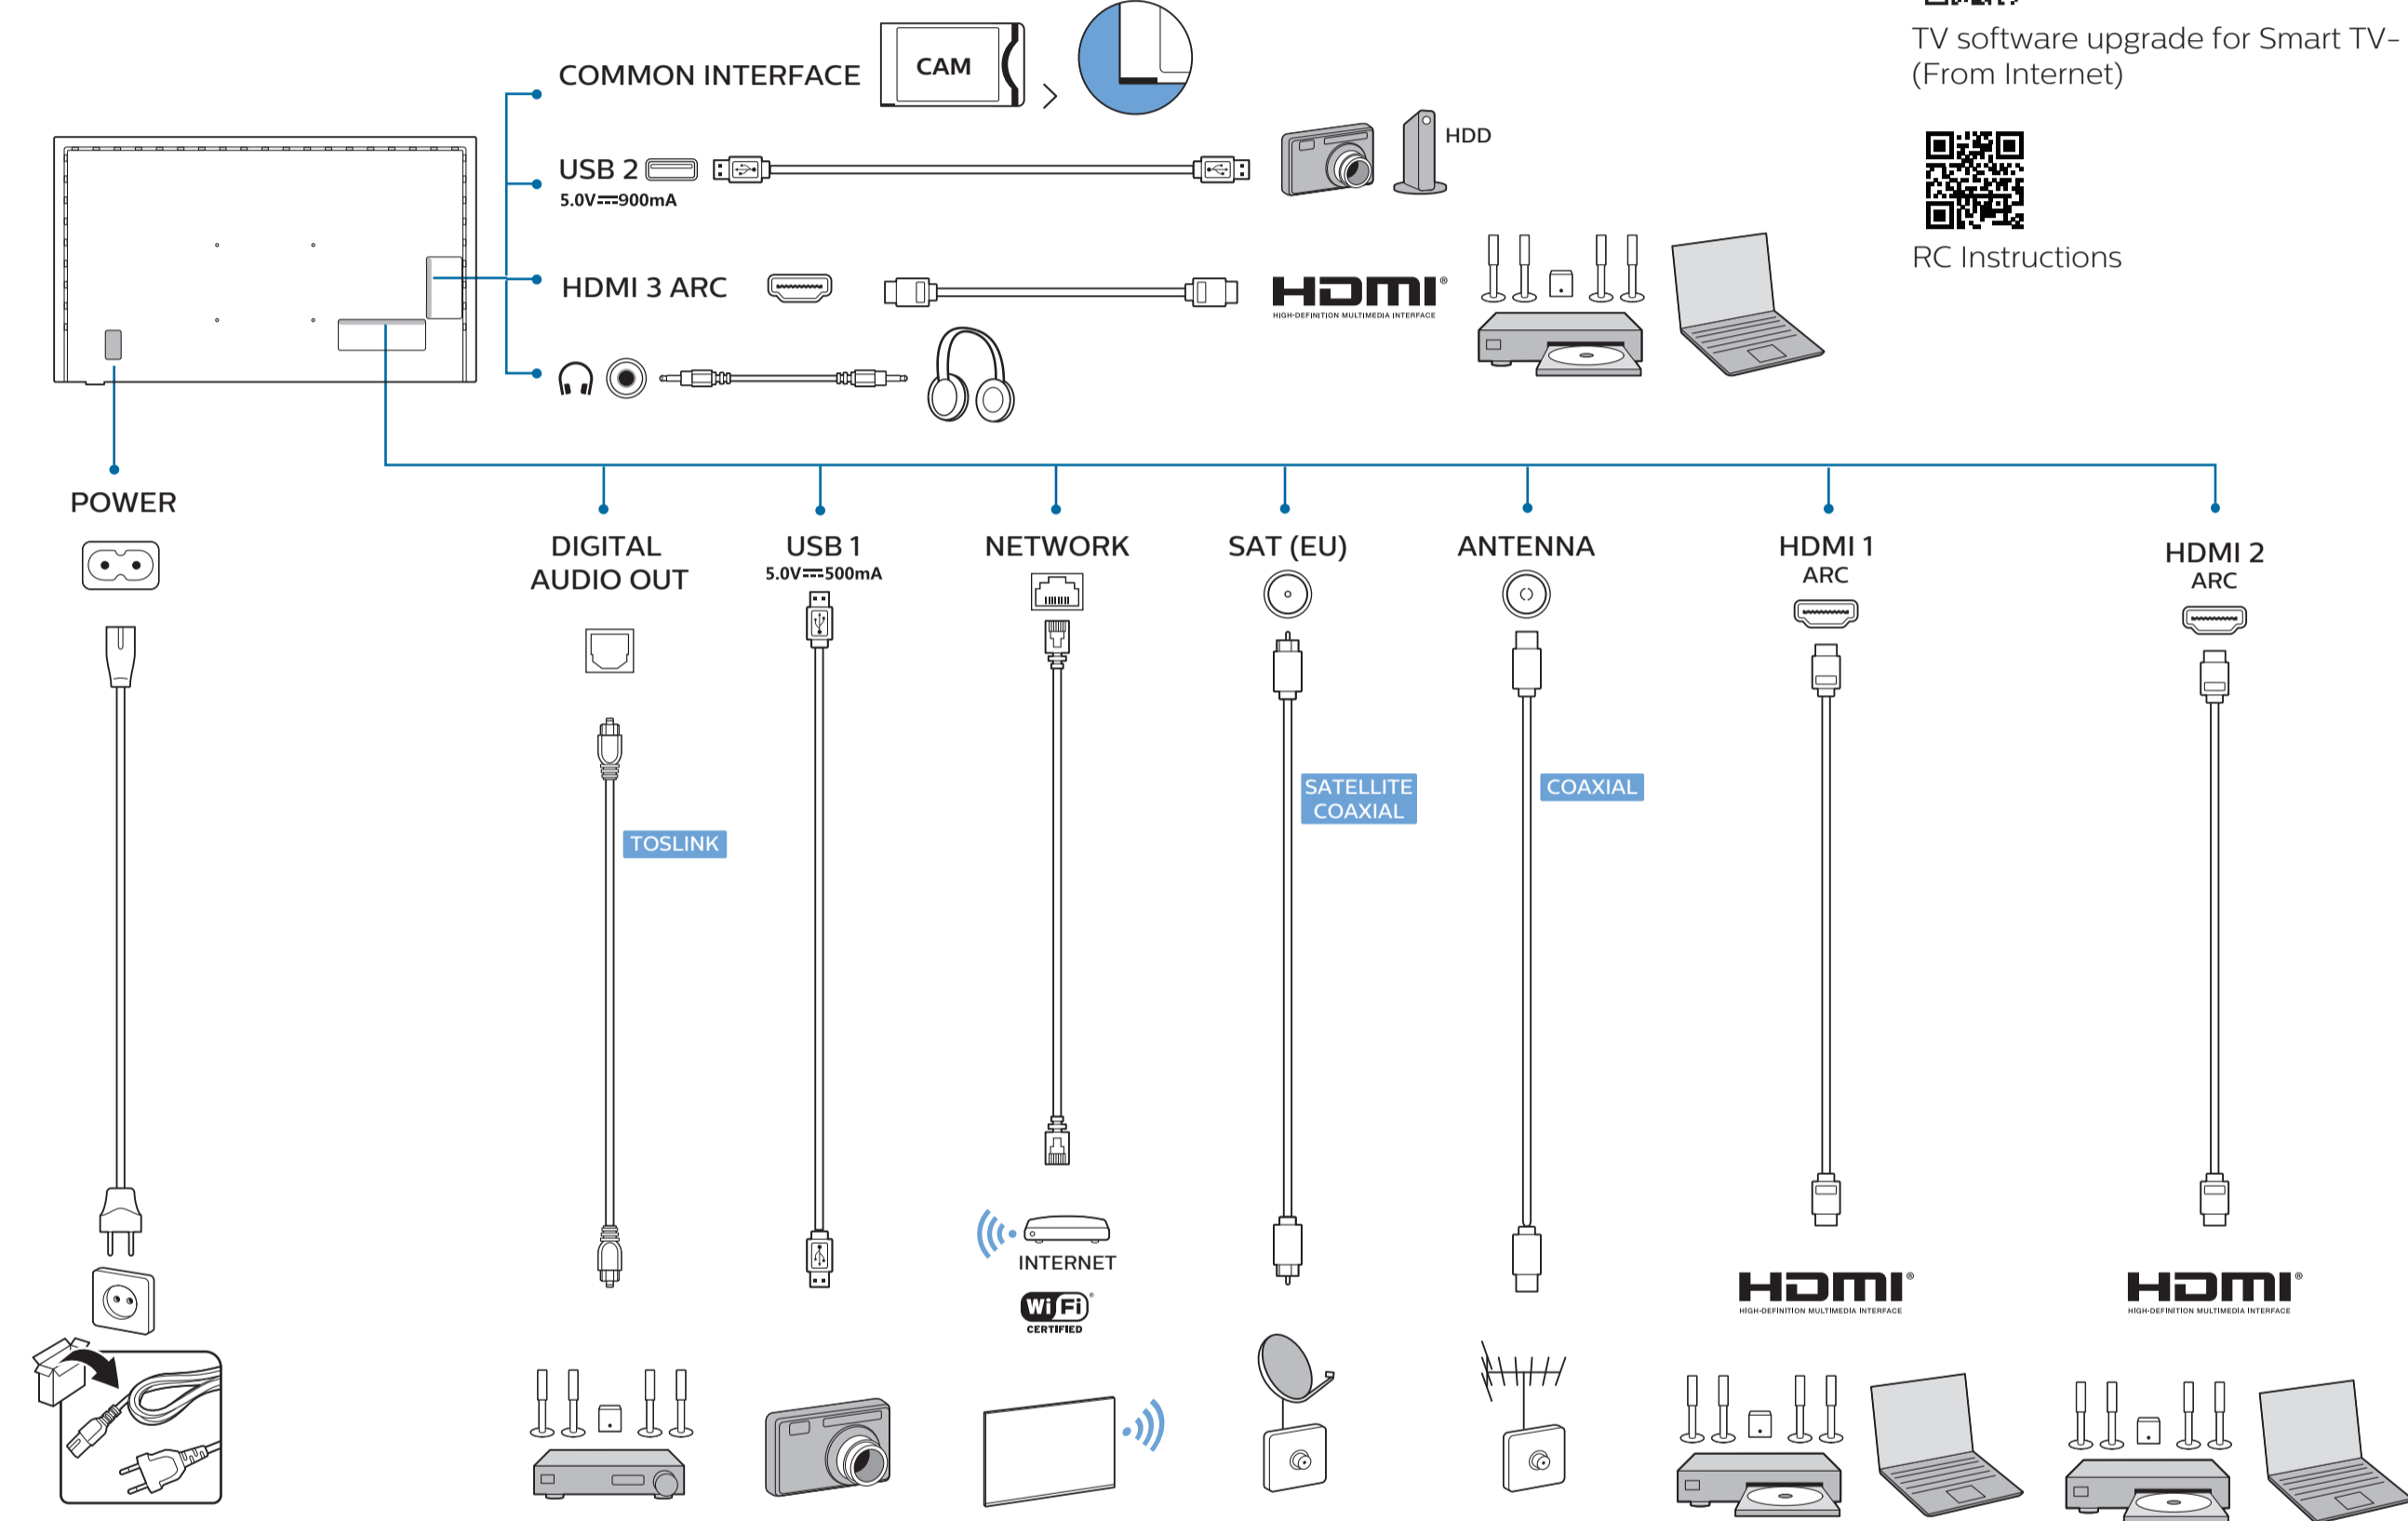 TV software upgrade for Smart TV-
(From Internet)
RC Instructions
COMMON INTERFACE
CAM
USB 2
5.0V⎓900mA
HDD
HDMI 3 ARC
HDMI®
HIGH-DEFINITION MULTIMEDIA INTERFACE
POWER
DIGITAL
AUDIO OUT
TOSLINK
USB 1
5.0V⎓500mA
NETWORK
INTERNET
WiFi®
CERTIFIED
SAT (EU)
SATELLITE
COAXIAL
ANTENNA
COAXIAL
HDMI 1
ARC
HDMI®
HIGH-DEFINITION MULTIMEDIA INTERFACE
HDMI 2
ARC
HDMI®
HIGH-DEFINITION MULTIMEDIA INTERFACE